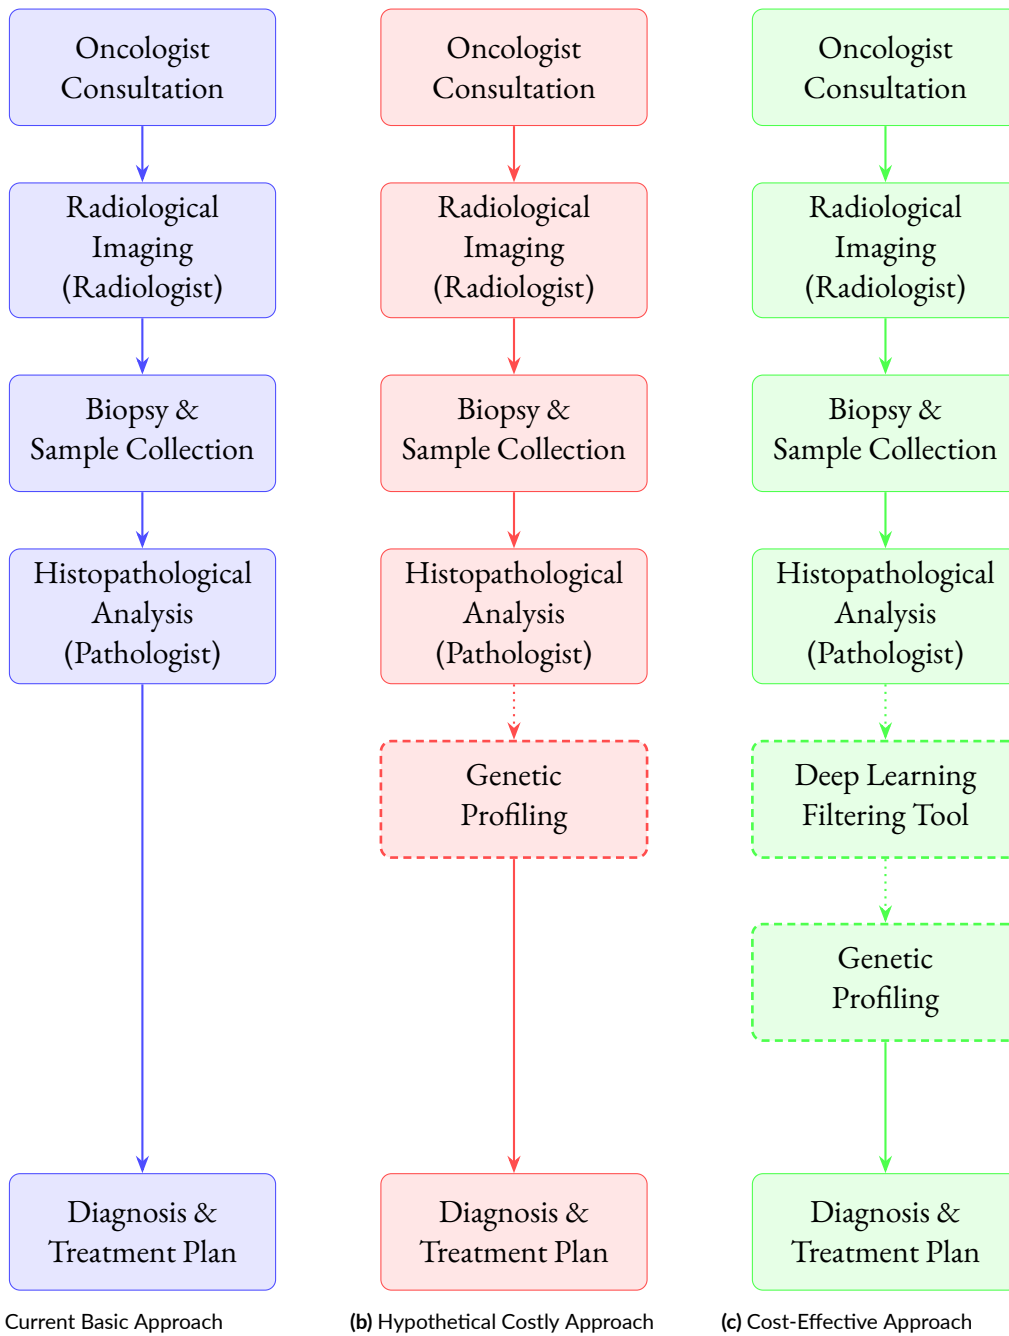 Oncologist
Consultation
Radiological
Imaging
(Radiologist)
Biopsy &
Sample Collection
Histopathological
Analysis
(Pathologist)
Diagnosis &
Treatment Plan
Current Basic Approach
Oncologist
Consultation
Radiological
Imaging
(Radiologist)
Biopsy &
Sample Collection
Histopathological
Analysis
(Pathologist)
Genetic
Profiling
Diagnosis &
Treatment Plan
(b) Hypothetical Costly Approach
Oncologist
Consultation
Radiological
Imaging
(Radiologist)
Biopsy &
Sample Collection
Histopathological
Analysis
(Pathologist)
Deep Learning
Filtering Tool
Genetic
Profiling
Diagnosis &
Treatment Plan
(c) Cost-Effective Approach